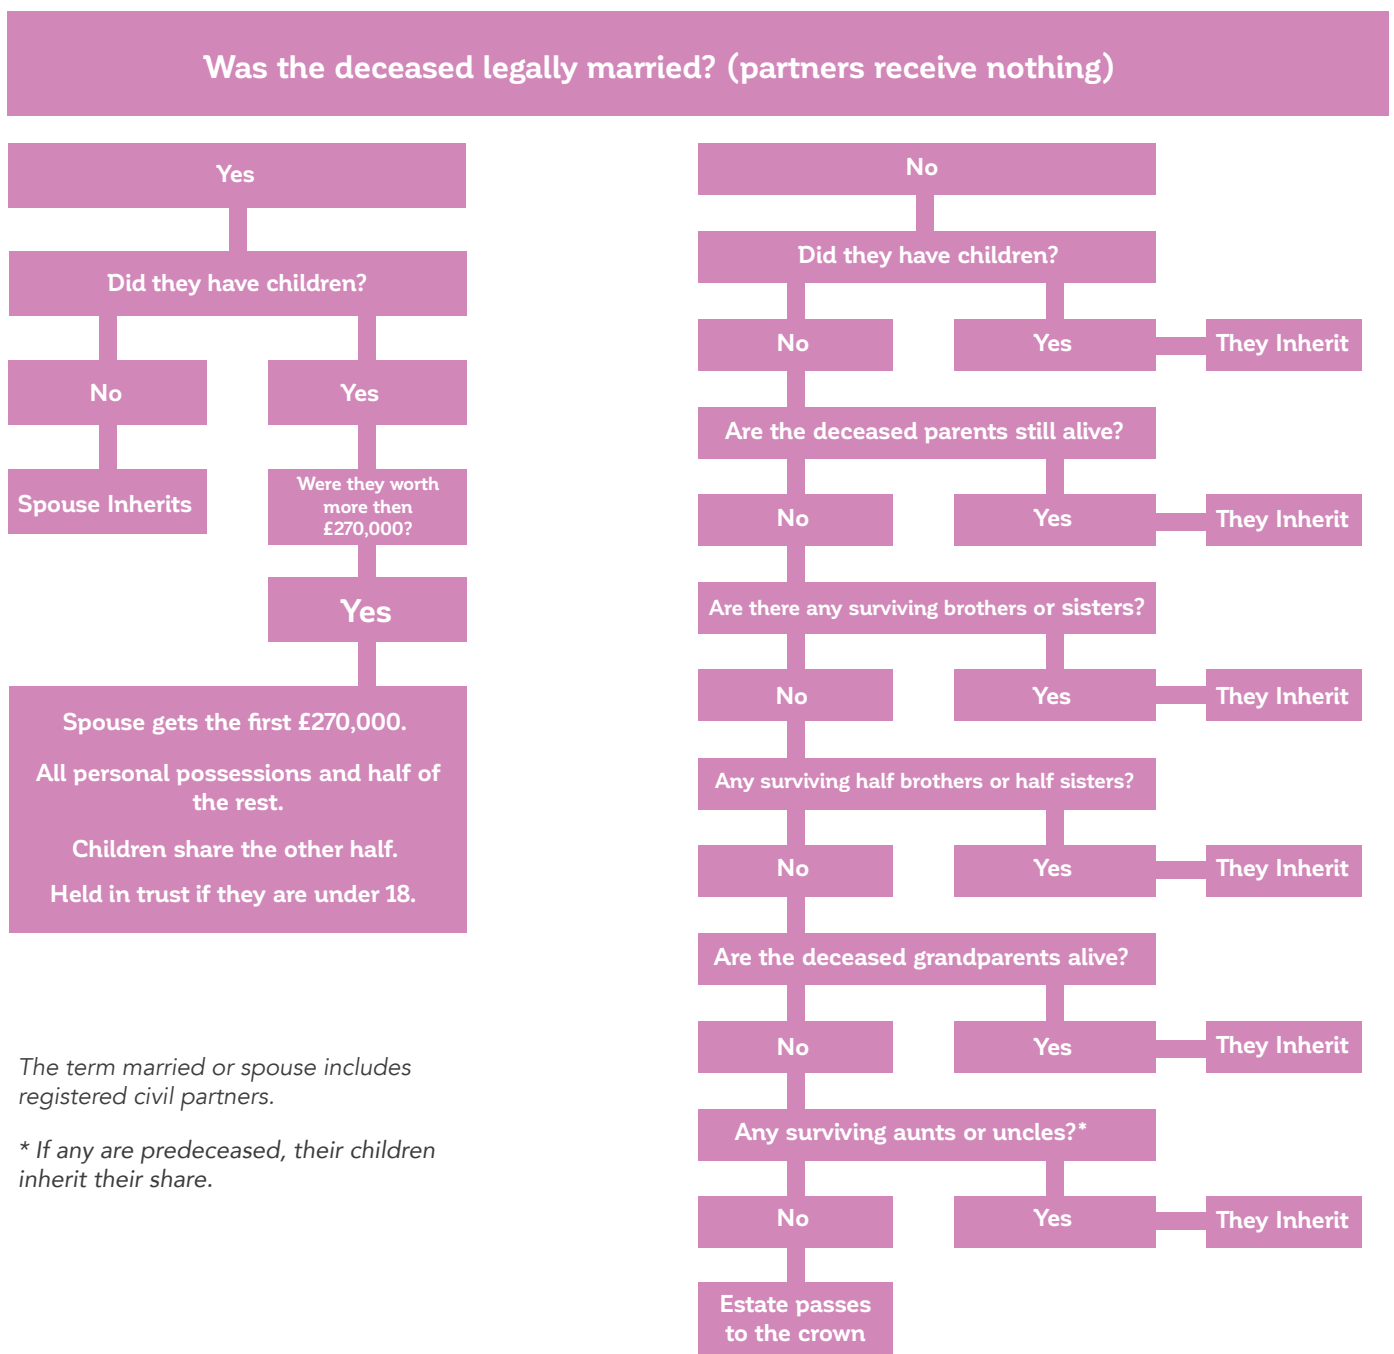 Was the deceased legally married? (partners receive nothing)
Yes
Did they have children?
No
Yes
Spouse Inherits
Were they worth
more then
£270,000?
Yes
Spouse gets the first £270,000.
All personal possessions and half of
the rest.
Children share the other half.
Held in trust if they are under 18.
The term married or spouse includes
registered civil partners.
* If any are predeceased, their children
inherit their share.
No
Did they have children?
No
Yes
They Inherit
Are the deceased parents still alive?
No
Yes
They Inherit
Are there any surviving brothers or sisters?
No
Yes
They Inherit
Any surviving half brothers or half sisters?
No
Yes
They Inherit
Are the deceased grandparents alive?
No
Yes
They Inherit
Any surviving aunts or uncles?*
No
Yes
They Inherit
Estate passes
to the crown